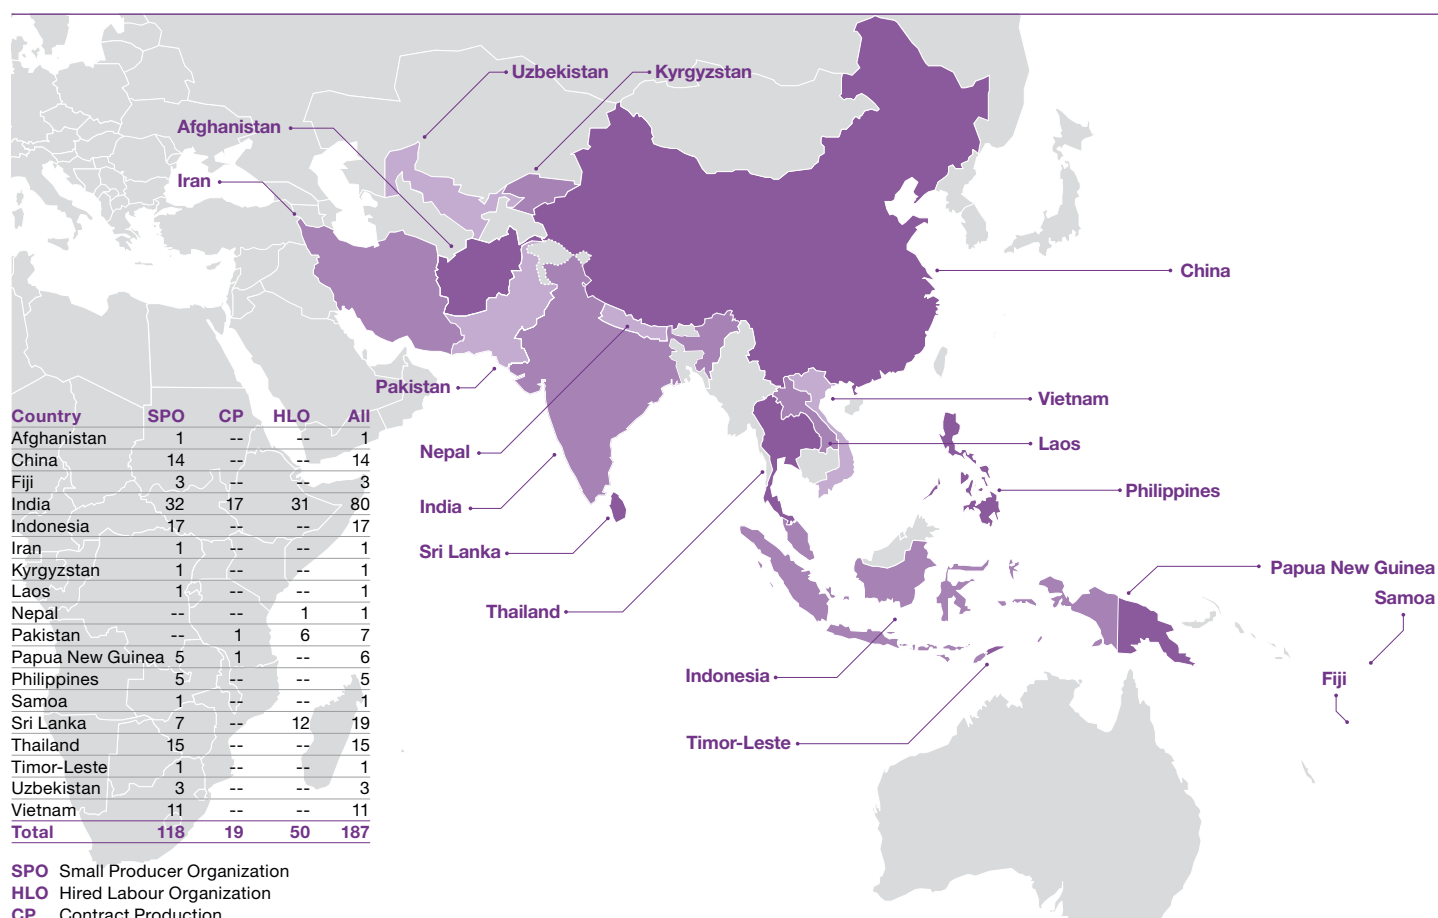 Uzbekistan
Kyrgyzstan
Afghanistan
Iran
China
Pakistan
Vietnam
Nepal
Laos
India
Philippines
Sri Lanka
Papua New Guinea
Samoa
Thailand
Indonesia
Fiji
Timor-Leste
Country SPO CP HLO All
Afghanistan 1 -- -- 1
China 14 -- -- 14
Fiji 3 -- -- 3
India 32 17 31 80
Indonesia 17 -- -- 17
Iran 1 -- -- 1
Kyrgyzstan 1 -- -- 1
Laos 1 -- -- 1
Nepal -- -- 1 1
Pakistan -- 1 6 7
Papua New Guinea 5 1 -- 6
Philippines 5 -- -- 5
Samoa 1 -- -- 1
Sri Lanka 7 -- 12 19
Thailand 15 -- -- 15
Timor-Leste 1 -- -- 1
Uzbekistan 3 -- -- 3
Vietnam 11 -- -- 11
Total 118 19 50 187
SPO Small Producer Organization
HLO Hired Labour Organization
CP Contract Production